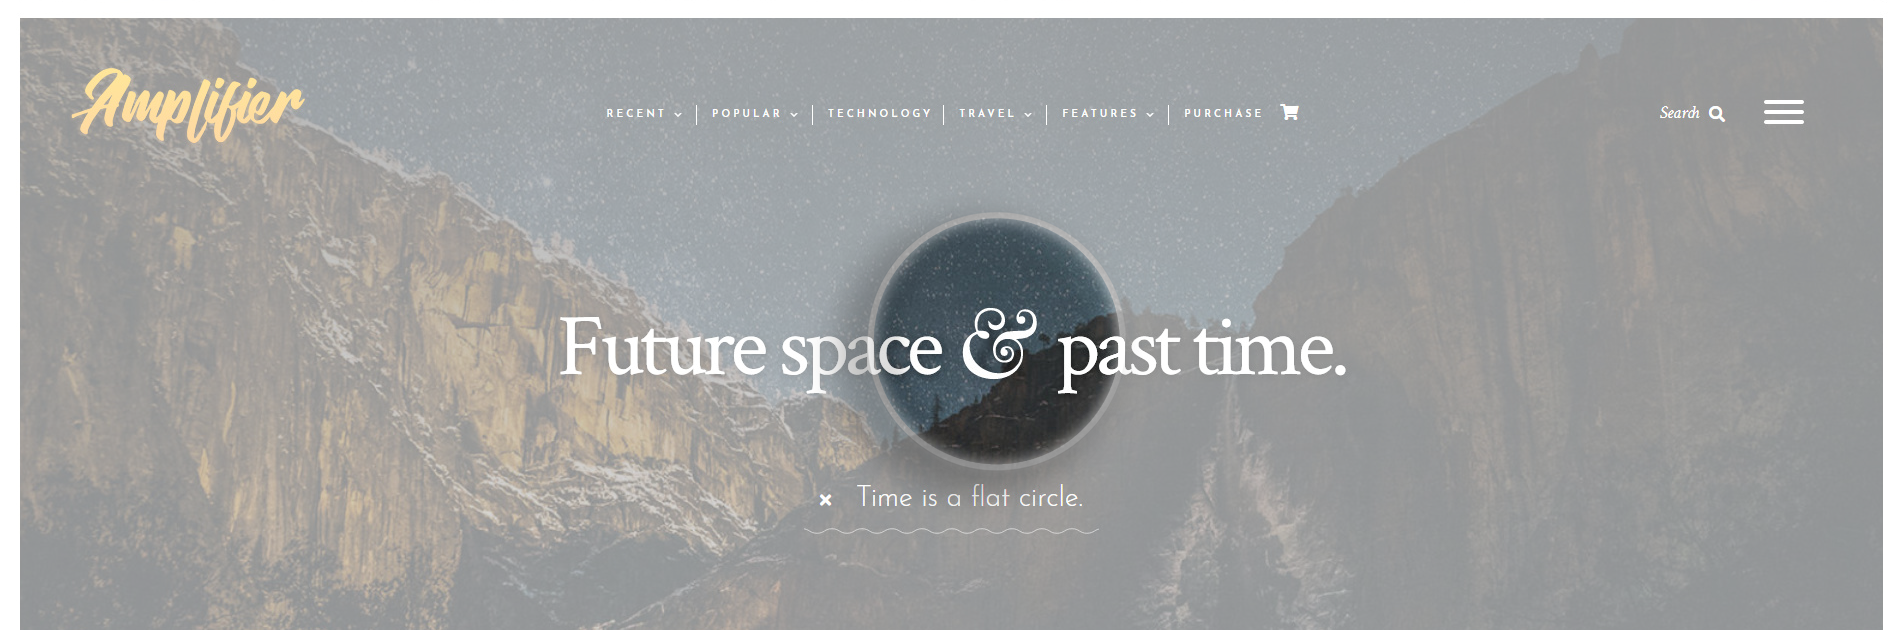 Amplifier
RECENT
POPULAR
TECHNOLOGY
TRAVEL
FEATURES
PURCHASE
Search
Future space & past time.
Time is a flat circle.